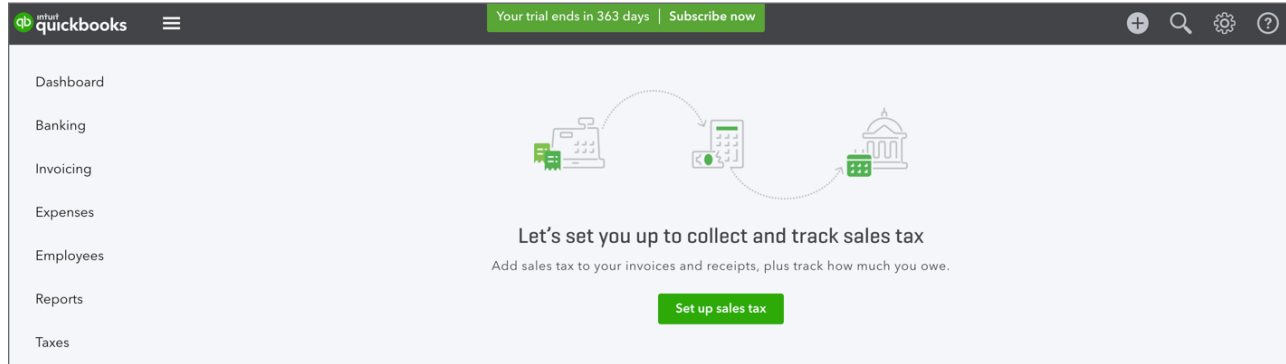 intuit
quickbooks
Your trial ends in 363 days | Subscribe now
Dashboard
Banking
Invoicing
Expenses
Employees
Reports
Taxes
Let's set you up to collect and track sales tax
Add sales tax to your invoices and receipts, plus track how much you owe.
Set up sales tax